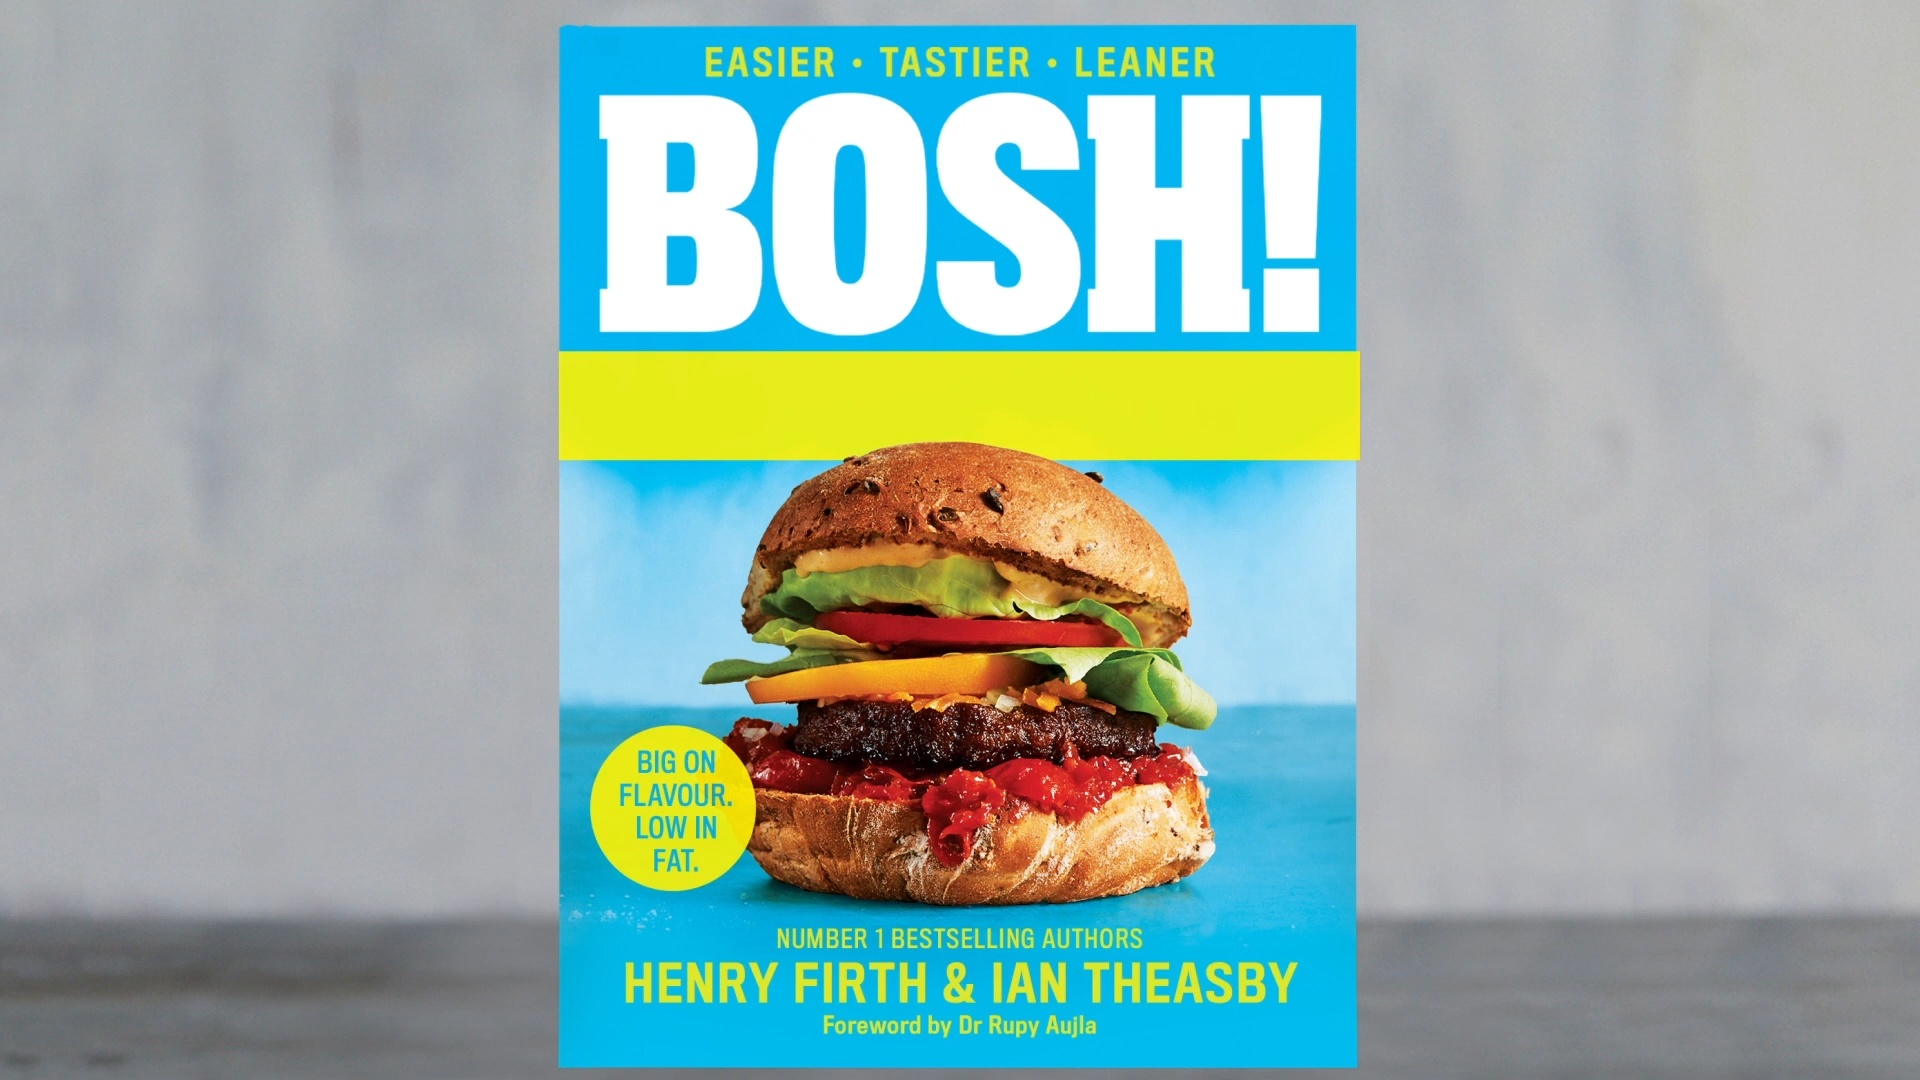 EASIER • TASTIER • LEANER
BOSH!
BIG ON
FLAVOUR.
LOW IN
FAT.
NUMBER 1 BESTSELLING AUTHORS
HENRY FIRTH & IAN THEASBY
Foreword by Dr Rupy Aujla